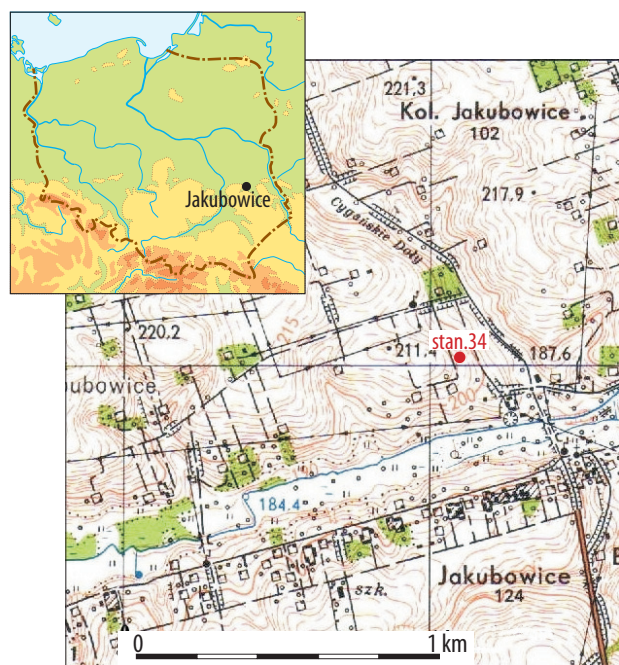 Jakubowice
221,3
Kol. Jakubowice
102
Cygańskie Doły
217.9
220,2
215
211,4
stan.34
187.6
ubowice
200
184.4
szk.
Jakubowice
124
0
1 km